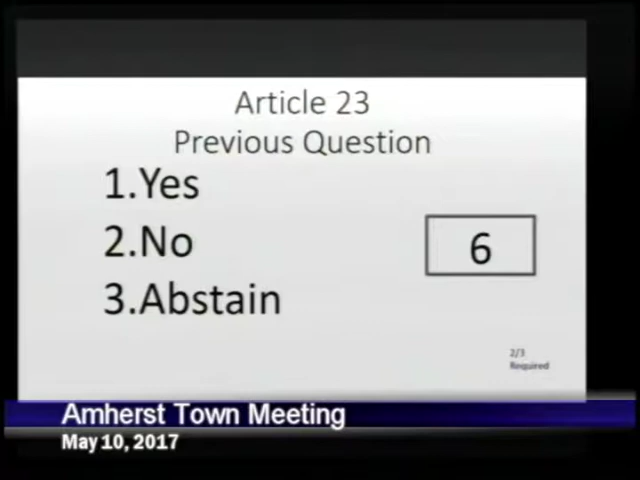 Article 23
Previous Question
1.Yes
2.No
3.Abstain
6
2/3
Required
Amherst Town Meeting
May 10, 2017